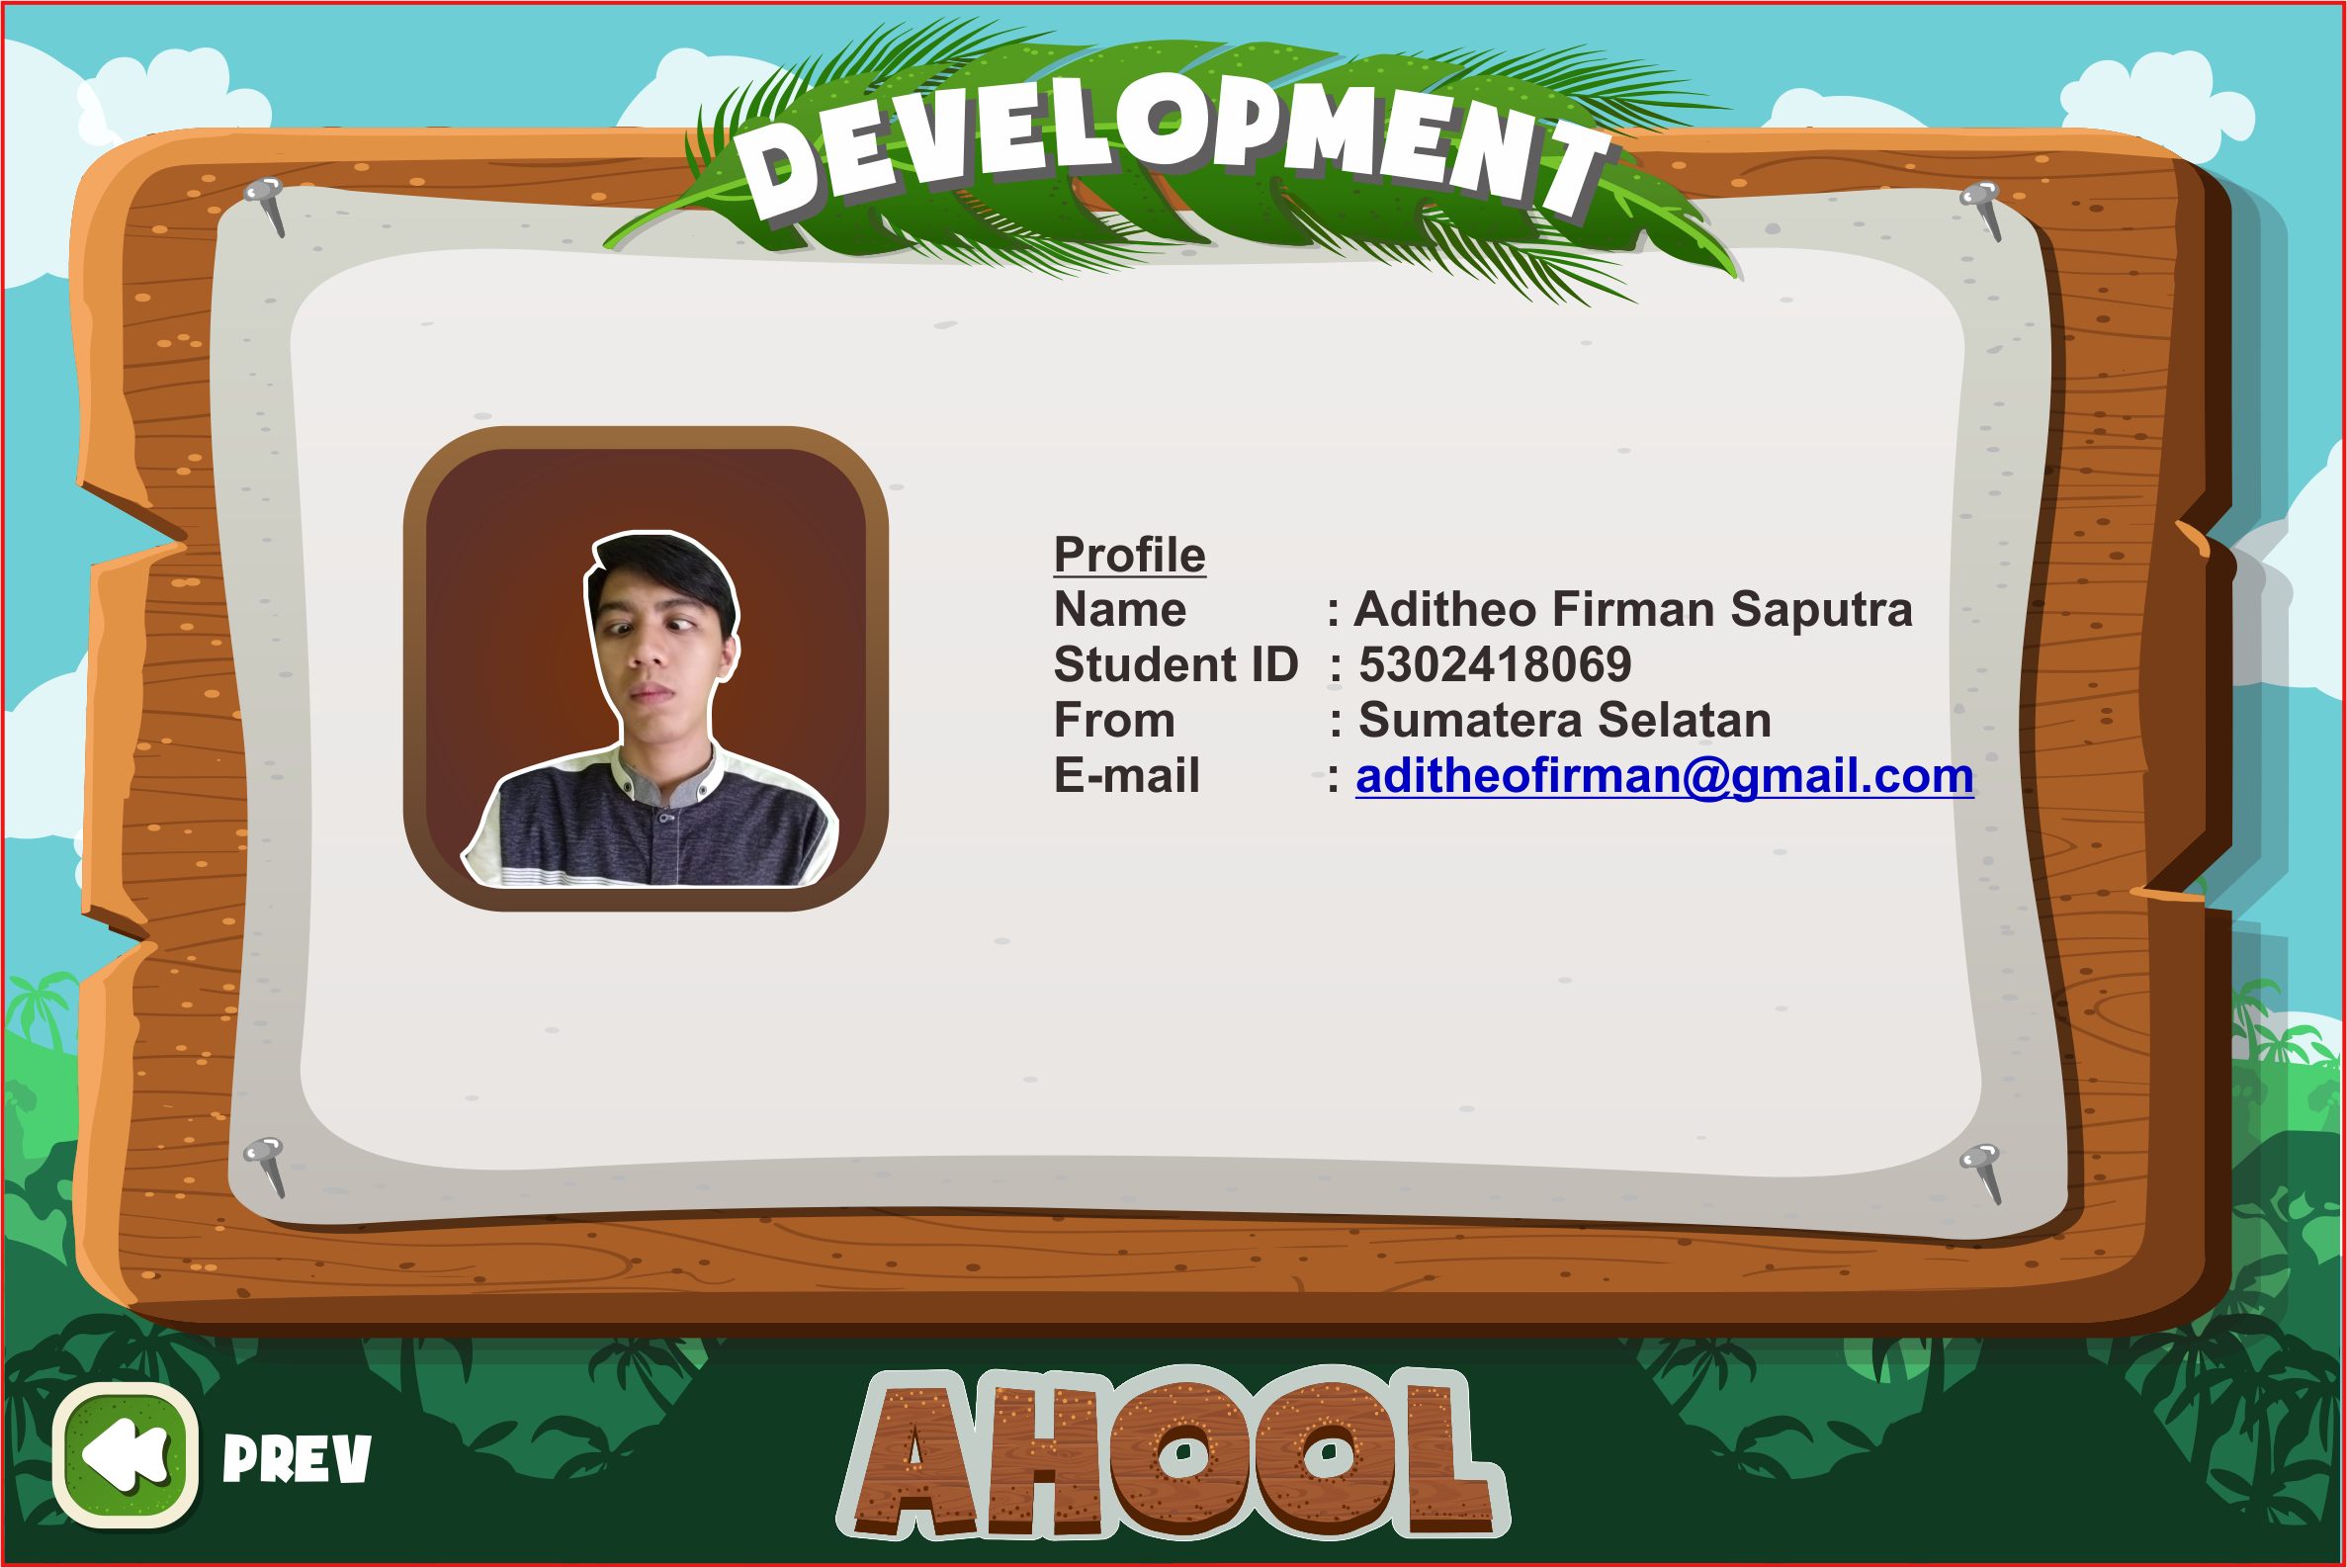 DEVELOPMENT
Profile
Name : Aditheo Firman Saputra
Student ID : 5302418069
From : Sumatera Selatan
E-mail : aditheofirman@gmail.com
PREV
AHOOL